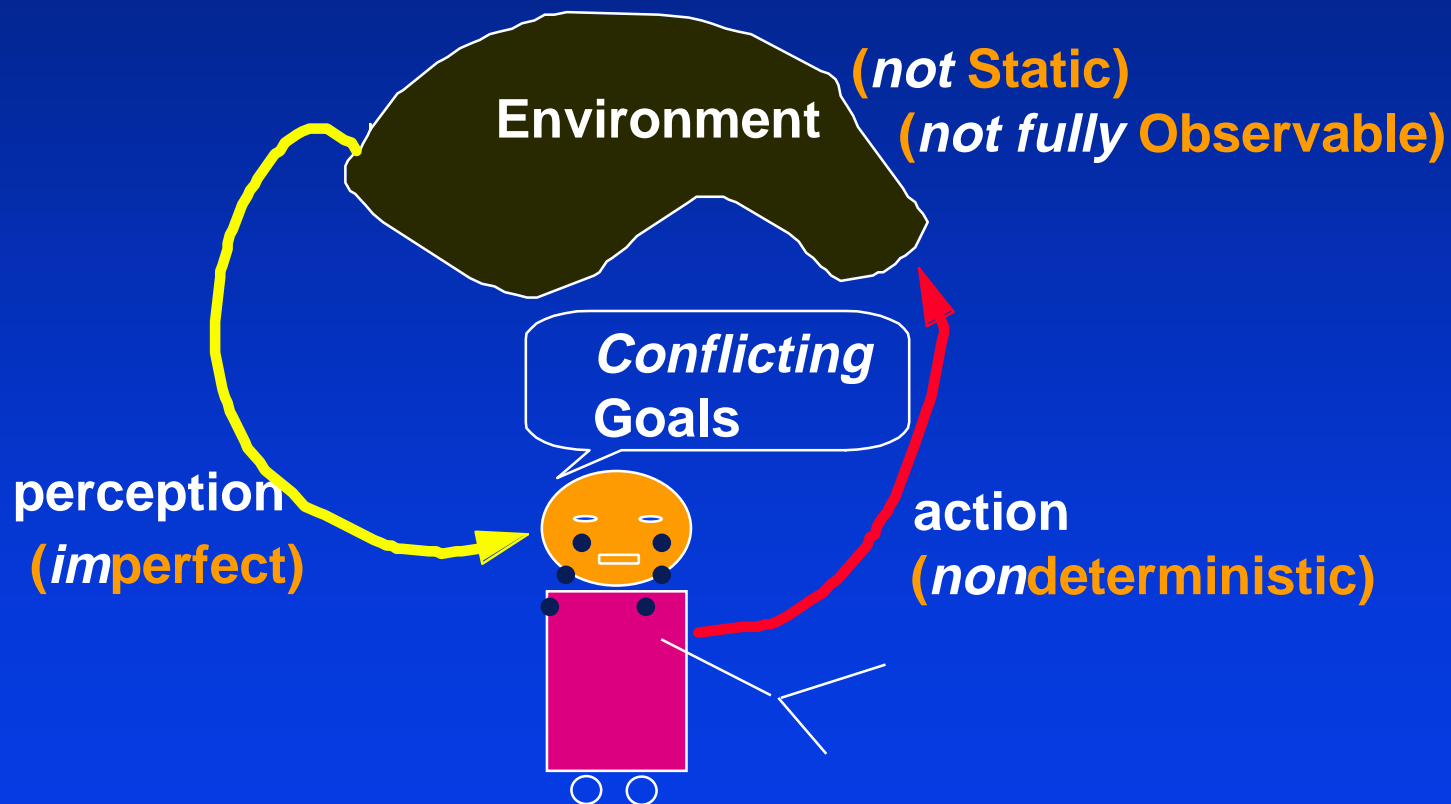 Environment
(not Static)
(not fully Observable)
Conflicting
Goals
perception
(imperfect)
action
(nondeterministic)